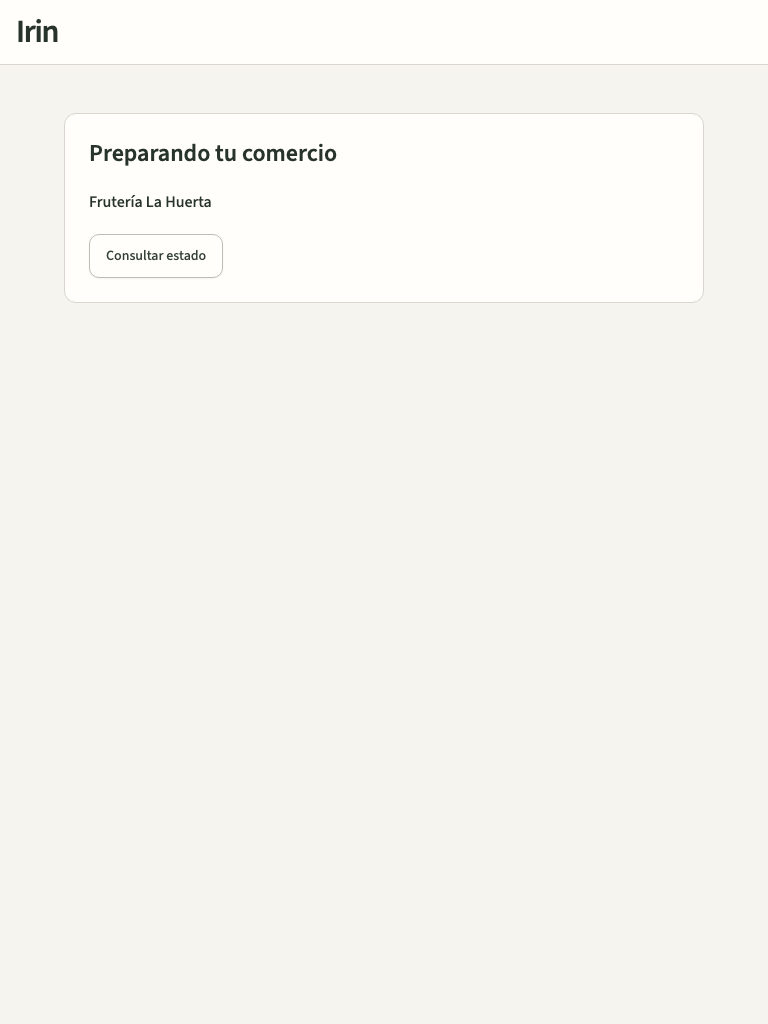 Irin
Preparando tu comercio
Frutería La Huerta
Consultar estado